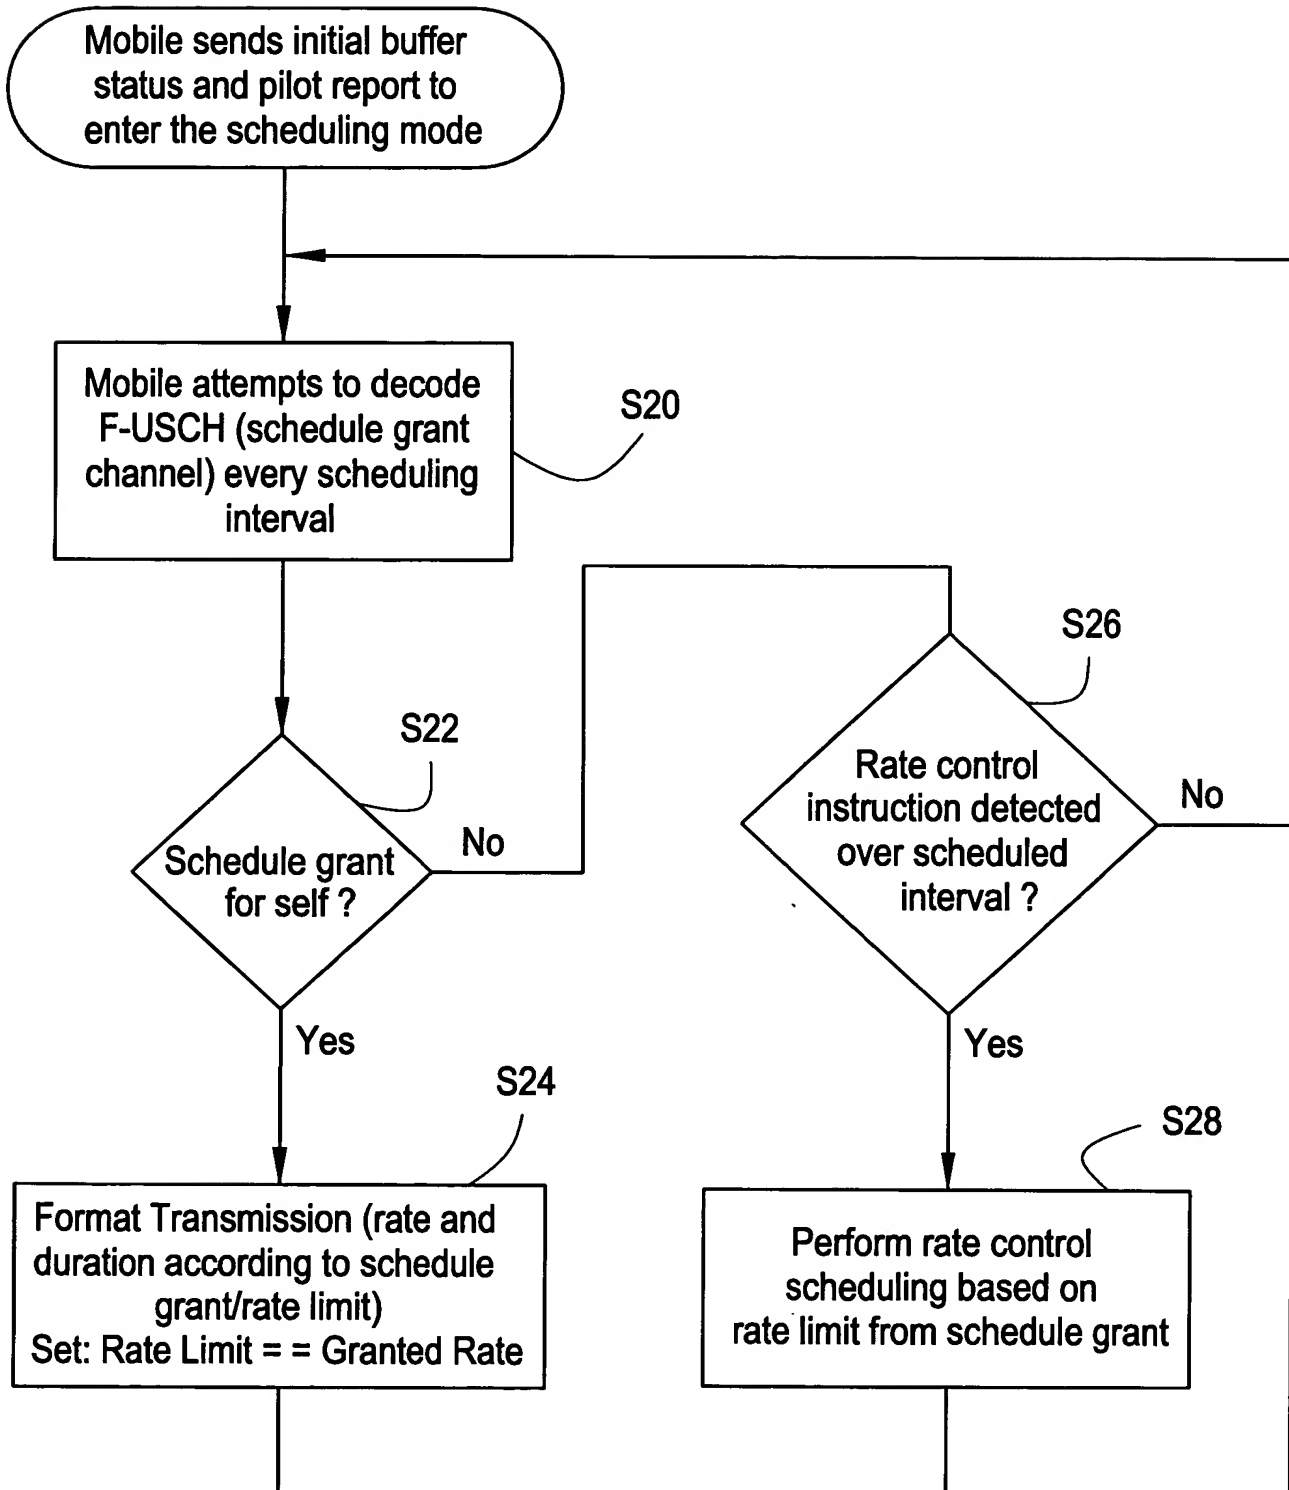 Mobile sends initial buffer
status and pilot report to
enter the scheduling mode
Mobile attempts to decode
F-USCH (schedule grant
channel) every scheduling
interval
S20
S22
Schedule grant
for self ?
No
Yes
S26
Rate control
instruction detected
over scheduled
interval ?
No
Yes
S24
Format Transmission (rate and
duration according to schedule
grant/rate limit)
Set: Rate Limit = = Granted Rate
S28
Perform rate control
scheduling based on
rate limit from schedule grant